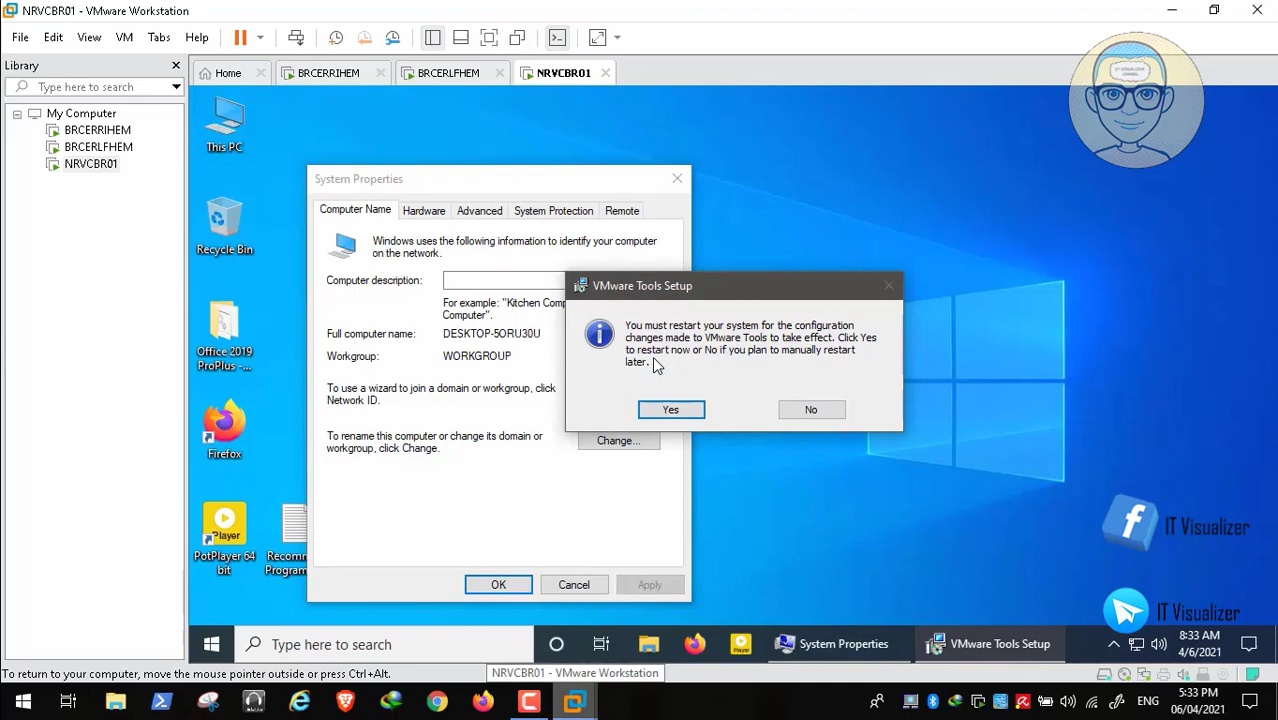 NRVCBR01 - VMware Workstation
File Edit View VM Tabs Help
Library
Type here to search
My Computer
BRCERRIHEM
BRCERLFHEM
NRVCBR01
Home
BRCERRIHEM
BRCERLFHEM
NRVCBR01
IT VISUALIZER
CHANNEL
This PC
Recycle Bin
Office 2019
ProPlus -...
Firefox
Player
PotPlayer 64
bit
Recomm
Program
System Properties
Computer Name Hardware Advanced System Protection Remote
Windows uses the following information to identify your computer
on the network.
Computer description:
For example: "Kitchen Comp
Computer".
Full computer name: DESKTOP-5ORU30U
Workgroup: WORKGROUP
To use a wizard to join a domain or workgroup, click
Network ID.
To rename this computer or change its domain or
workgroup, click Change.
Change...
OK Cancel Apply
VMware Tools Setup
You must restart your system for the configuration
changes made to VMware Tools to take effect. Click Yes
to restart now or No if you plan to manually restart
later.
Yes No
f IT Visualizer
IT Visualizer
Type here to search
Player
System Properties
VMware Tools Setup
8:33 AM
4/6/2021
To return to your computer, move the mouse pointer outside or press Ctrl+Alt.
NRVCBR01 - VMware Workstation
ENG
5:33 PM
06/04/2021